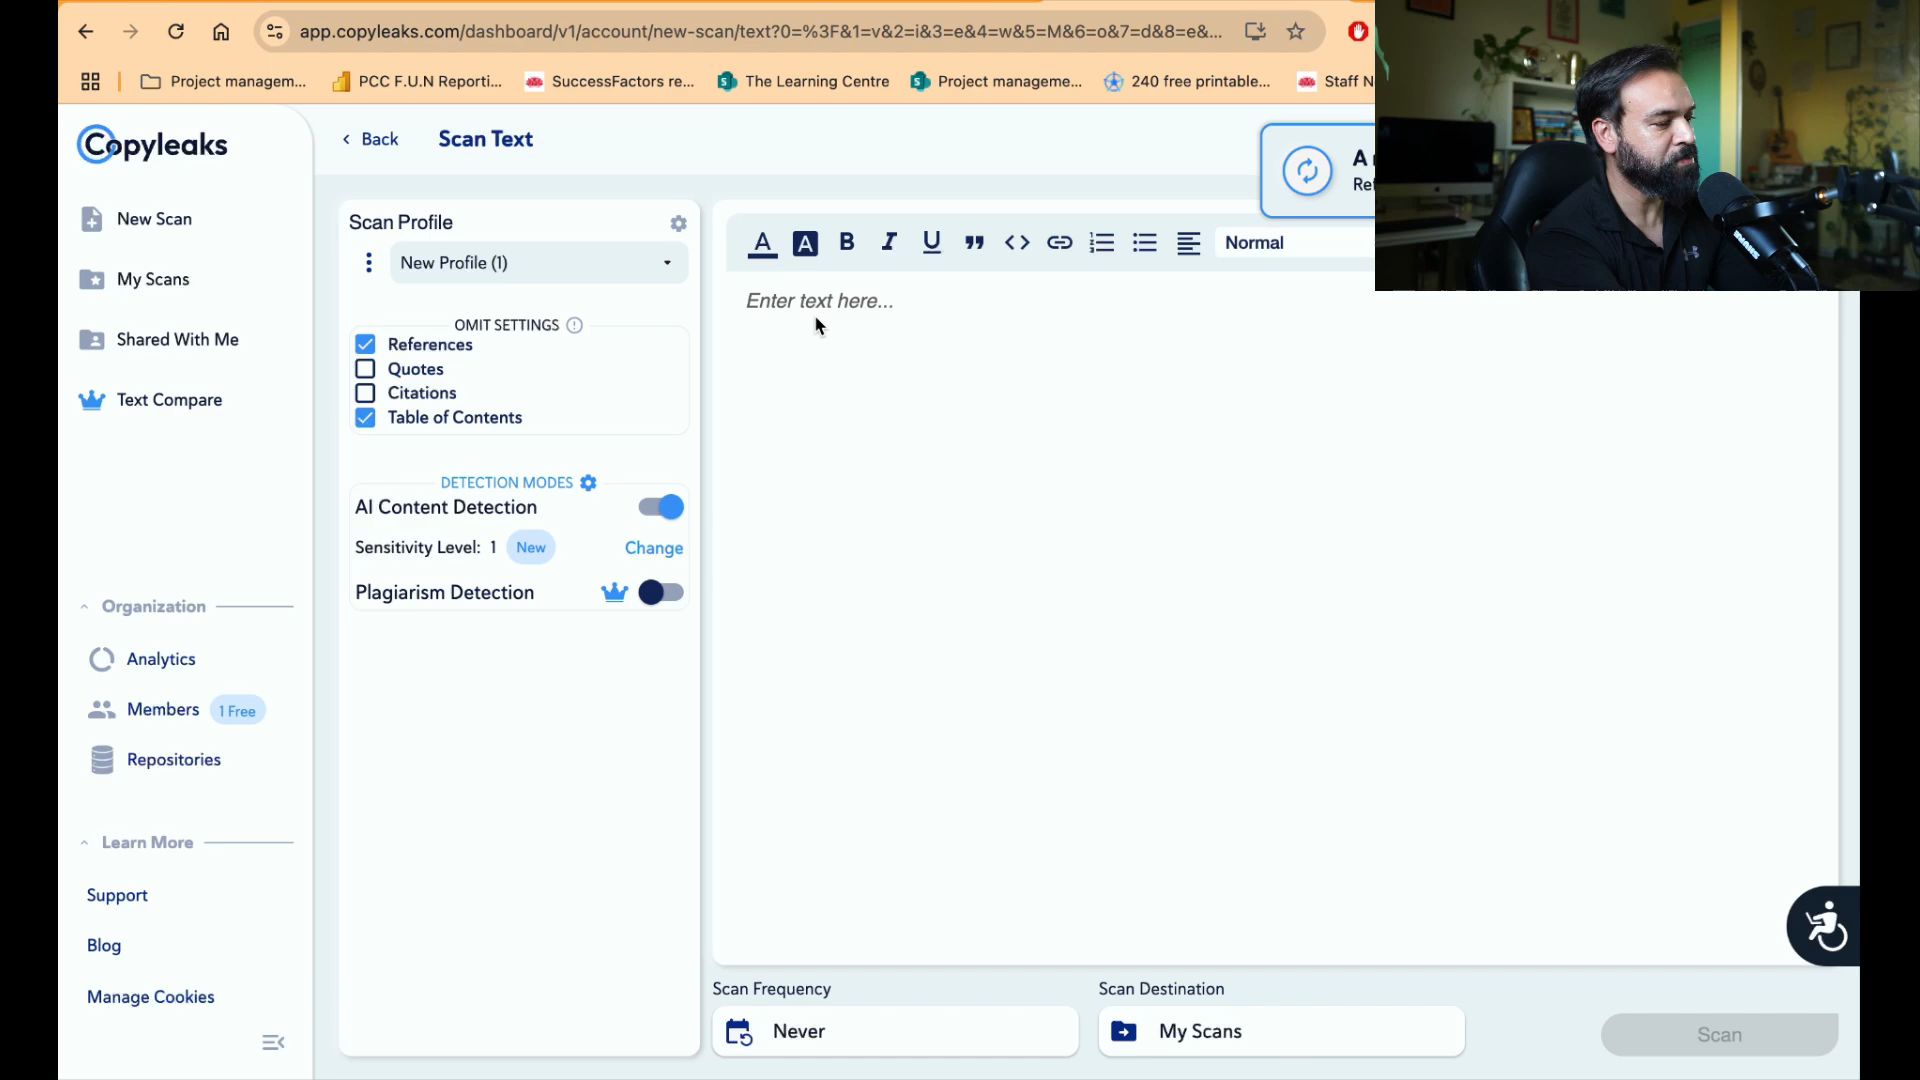 app.copyleaks.com/dashboard/v1/account/new-scan/text?0=%3F&1=v&2=i&3=e&4=w&5=M&6=o&7=d&8=e&...
Project managem... PCC F.U.N Reporti... SuccessFactors re... The Learning Centre Project manageme... 240 free printable... Staff N
Copyleaks
Back Scan Text
New Scan
My Scans
Shared With Me
Text Compare
Organization
Analytics
Members 1 Free
Repositories
Learn More
Support
Blog
Manage Cookies
Scan Profile
New Profile (1)
OMIT SETTINGS
References
Quotes
Citations
Table of Contents
DETECTION MODES
AI Content Detection
Sensitivity Level: 1 New Change
Plagiarism Detection
A
Ref
Normal
Enter text here...
Scan Frequency
Never
Scan Destination
My Scans
Scan